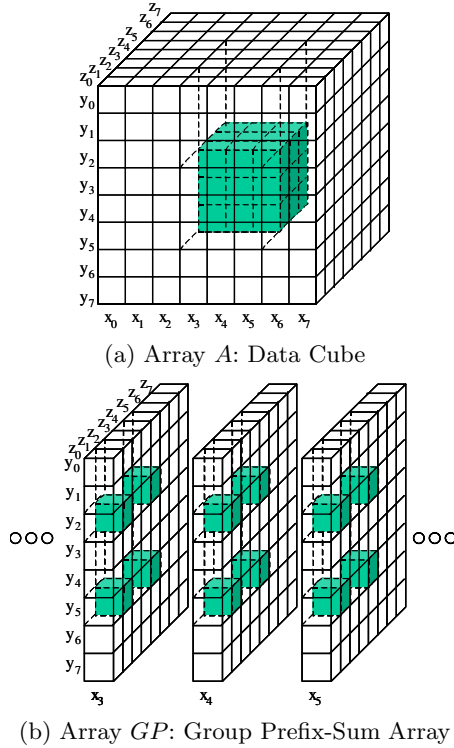 z₇
z₆
z₅
z₄
z₃
z₂
z₁
z₀
y₀
y₁
y₂
y₃
y₄
y₅
y₆
y₇
x₀ x₁ x₂ x₃ x₄ x₅ x₆ x₇
(a) Array A: Data Cube
z₇
z₆
z₅
z₄
z₃
z₂
z₁
z₀
y₀
y₁
y₂
y₃
y₄
y₅
y₆
y₇
x₃ x₄ x₅
(b) Array GP: Group Prefix-Sum Array